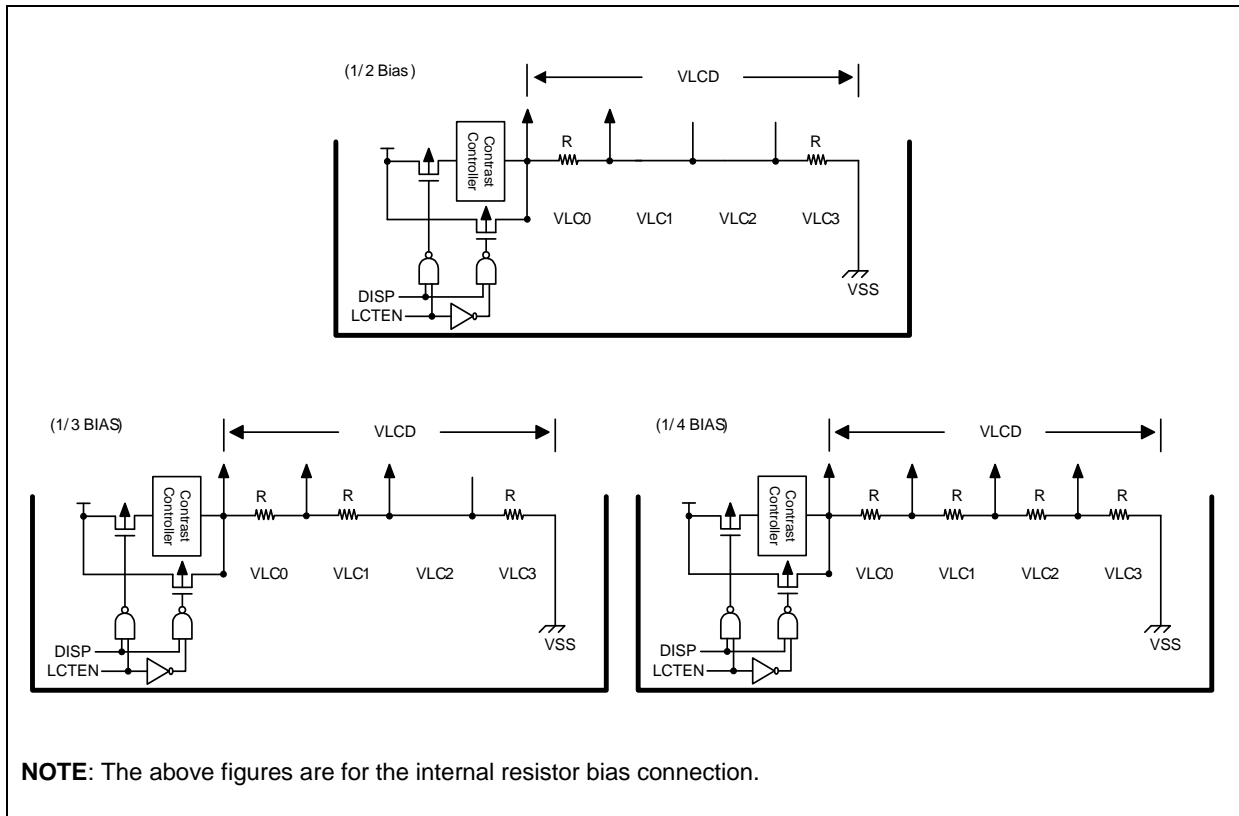 (1/2 Bias)
VLCD
Contrast
Controller
R
R
VLC0
VLC1
VLC2
VLC3
DISP
LCTEN
VSS
(1/3 BIAS)
VLCD
Contrast
Controller
R
R
R
VLC0
VLC1
VLC2
VLC3
DISP
LCTEN
VSS
(1/4 BIAS)
VLCD
Contrast
Controller
R
R
R
R
VLC0
VLC1
VLC2
VLC3
DISP
LCTEN
VSS
NOTE: The above figures are for the internal resistor bias connection.